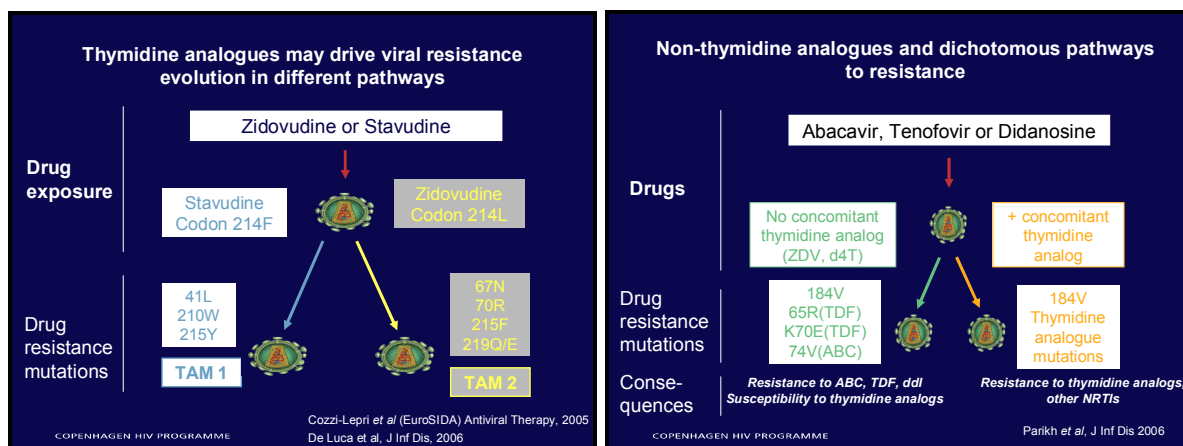 Thymidine analogues may drive viral resistance
evolution in different pathways
Zidovudine or Stavudine
Drug
exposure
Stavudine
Codon 214F
Zidovudine
Codon 214L
Drug
resistance
mutations
41L
210W
215Y
TAM 1
67N
70R
215F
219Q/E
TAM 2
Cozzi-Lepri et al (EuroSIDA) Antiviral Therapy, 2005
De Luca et al, J Inf Dis, 2006
COPENHAGEN HIV PROGRAMME
Non-thymidine analogues and dichotomous pathways
to resistance
Abacavir, Tenofovir or Didanosine
Drugs
No concomitant
thymidine analog
(ZDV, d4T)
+ concomitant
thymidine
analog
Drug
resistance
mutations
184V
65R(TDF)
K70E(TDF)
74V(ABC)
184V
Thymidine
analogue
mutations
Conse-
quences
Resistance to ABC, TDF, ddI
Susceptibility to thymidine analogs
Resistance to thymidine analogs,
other NRTIs
Parikh et al, J Inf Dis 2006
COPENHAGEN HIV PROGRAMME